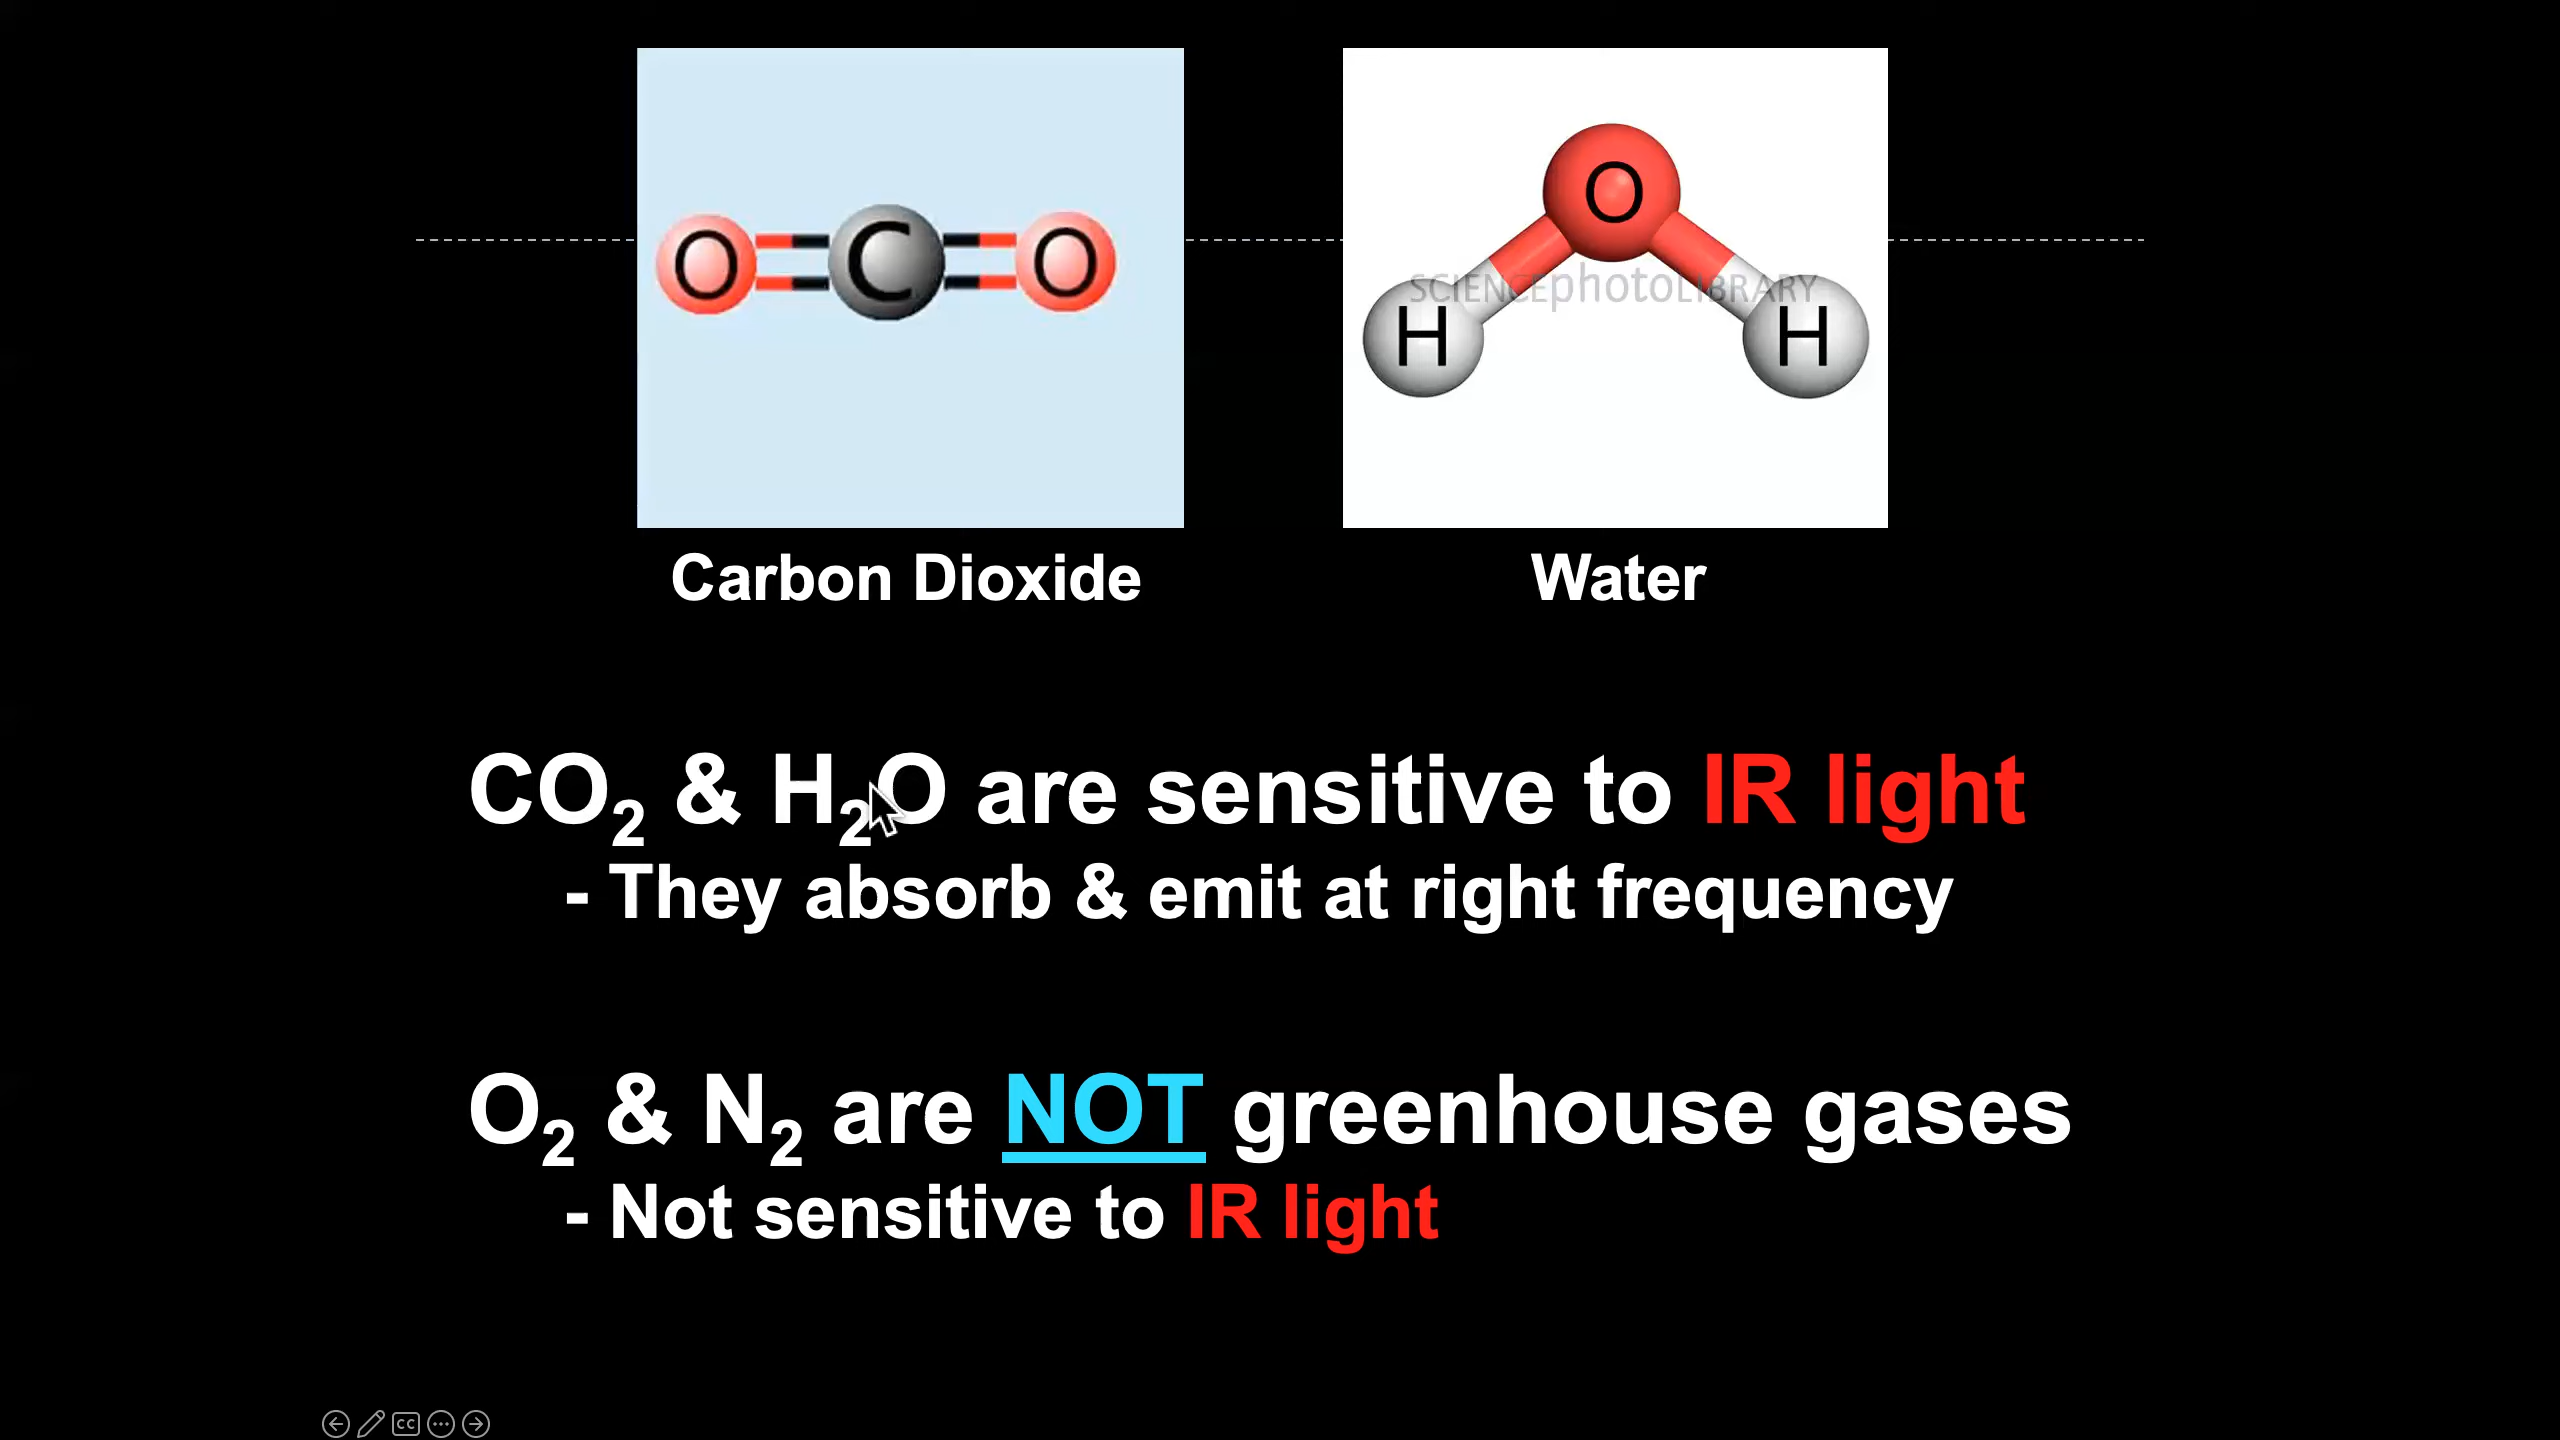 O C O
O
H H
SCIENCEphotoLIBRARY
Carbon Dioxide
Water
CO₂ & H₂O are sensitive to IR light
- They absorb & emit at right frequency
O₂ & N₂ are NOT greenhouse gases
- Not sensitive to IR light
CC